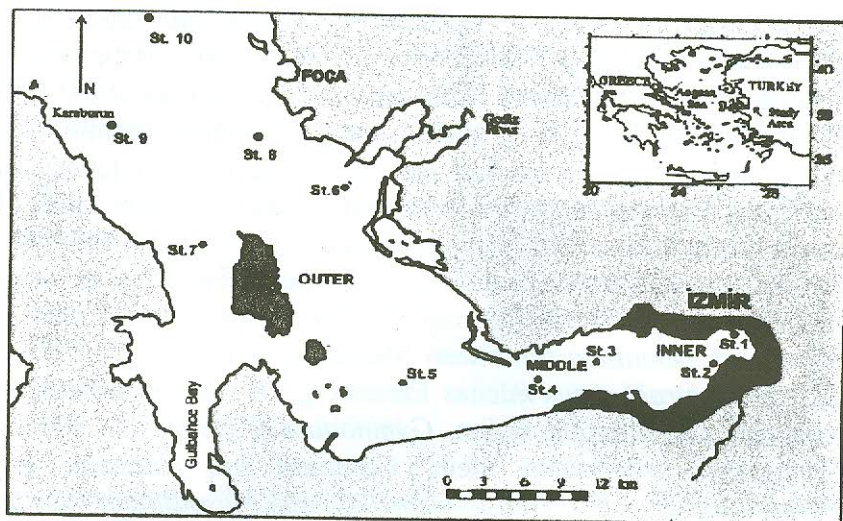 St. 10
N
FOÇA
Karaburun
St. 9
St. 8
Gediz
River
St.6
St.7
OUTER
İZMİR
St.1
INNER
St.3
St.2
MIDDLE
St.4
St.5
Gulbahce Bay
0 3 6 9 12 km
GREECE
TURKEY
Aegean
Sea
Study
Area
40
38
36
20 24 28